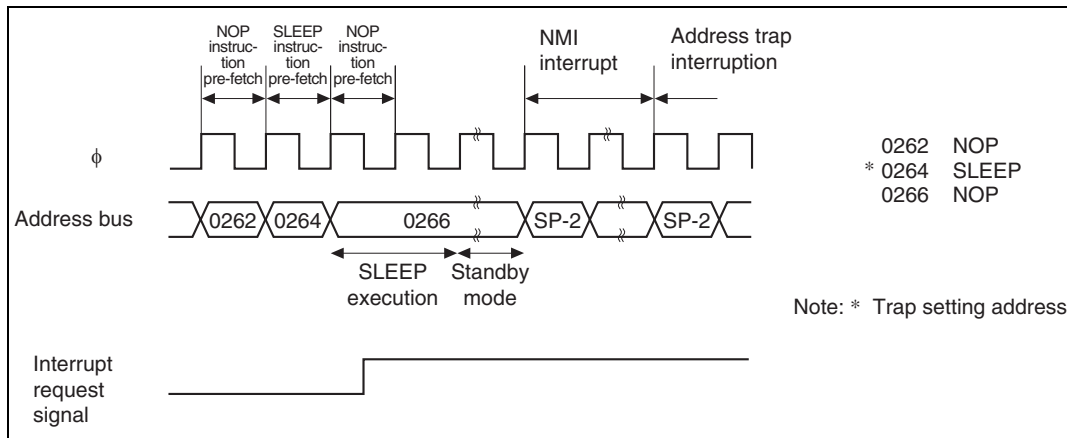 NOP
instruc-
tion
pre-fetch
SLEEP
instruc-
tion
pre-fetch
NOP
instruc-
tion
pre-fetch
NMI
interrupt
Address trap
interruption
ϕ
0262 NOP
* 0264 SLEEP
0266 NOP
Address bus
0262
0264
0266
SP-2
SP-2
SLEEP
execution
Standby
mode
Note: * Trap setting address
Interrupt
request
signal